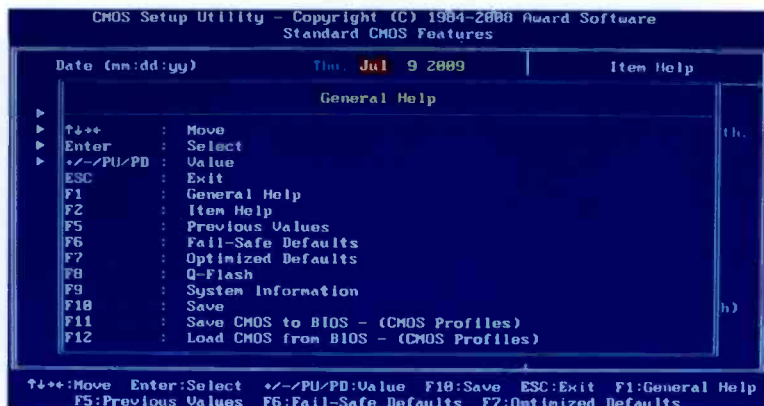 CMOS Setup Utility - Copyright (C) 1984-2008 Award Software
Standard CMOS Features
Date (mm:dd:yy) Thu, Jul 9 2009 Item Help
General Help
th.
↑↓→← : Move
Enter : Select
+/-/PU/PD : Value
ESC : Exit
F1 : General Help
F2 : Item Help
F5 : Previous Values
F6 : Fail-Safe Defaults
F7 : Optimized Defaults
F8 : Q-Flash
F9 : System Information
F10 : Save
h)
F11 : Save CMOS to BIOS - (CMOS Profiles)
F12 : Load CMOS from BIOS - (CMOS Profiles)
↑↓→←:Move Enter:Select +/-/PU/PD:Value F10:Save ESC:Exit F1:General Help
F5:Previous Values F6:Fail-Safe Defaults F7:Optimized Defaults